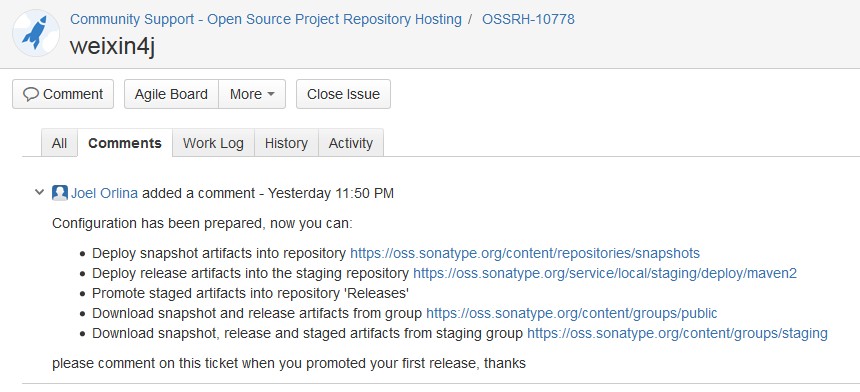 Community Support - Open Source Project Repository Hosting / OSSRH-10778
weixin4j
Comment Agile Board More Close Issue
All Comments Work Log History Activity
Joel Orlina added a comment - Yesterday 11:50 PM
Configuration has been prepared, now you can:
• Deploy snapshot artifacts into repository https://oss.sonatype.org/content/repositories/snapshots
• Deploy release artifacts into the staging repository https://oss.sonatype.org/service/local/staging/deploy/maven2
• Promote staged artifacts into repository 'Releases'
• Download snapshot and release artifacts from group https://oss.sonatype.org/content/groups/public
• Download snapshot, release and staged artifacts from staging group https://oss.sonatype.org/content/groups/staging
please comment on this ticket when you promoted your first release, thanks